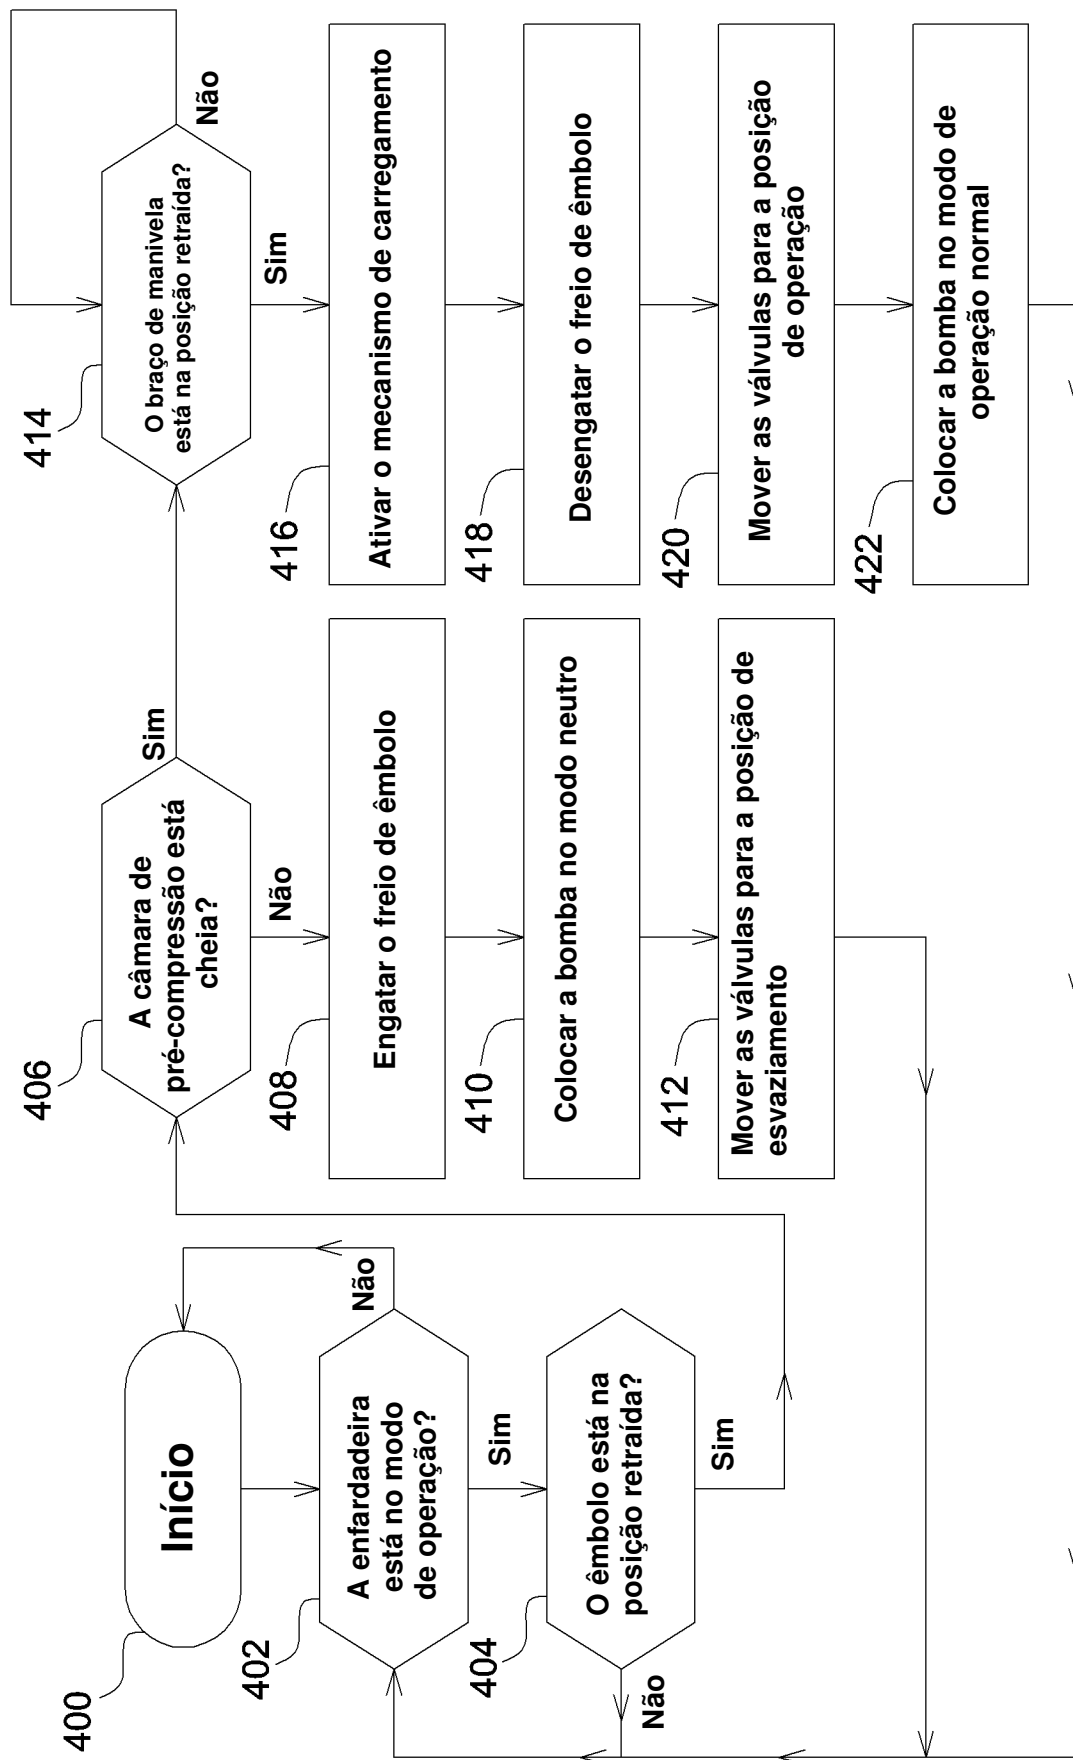 400
Início
402
A enfardadeira
está no modo
de operação?
Não
Sim
404
O êmbolo está na
posição retraída?
Não
Sim
406
A câmara de
pré-compressão está
cheia?
Sim
Não
408
Engatar o freio de êmbolo
410
Colocar a bomba no modo neutro
412
Mover as válvulas para a posição de
esvaziamento
414
O braço de manivela
está na posição retraída?
Não
Sim
416
Ativar o mecanismo de carregamento
418
Desengatar o freio de êmbolo
420
Mover as válvulas para a posição
de operação
422
Colocar a bomba no modo de
operação normal